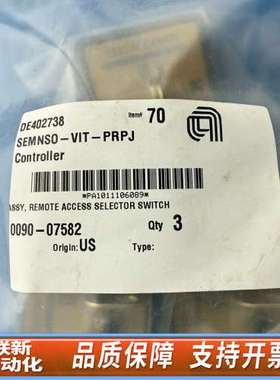 DE402738
Item# 70
SEMNSO-VIT-PRPJ
Controller
*PA1011106089*
ASSY, REMOTE ACCESS SELECTOR SWITCH
0090-07582
Qty 3
Origin: US
Type:
联新
动化
品质保障
支持开票